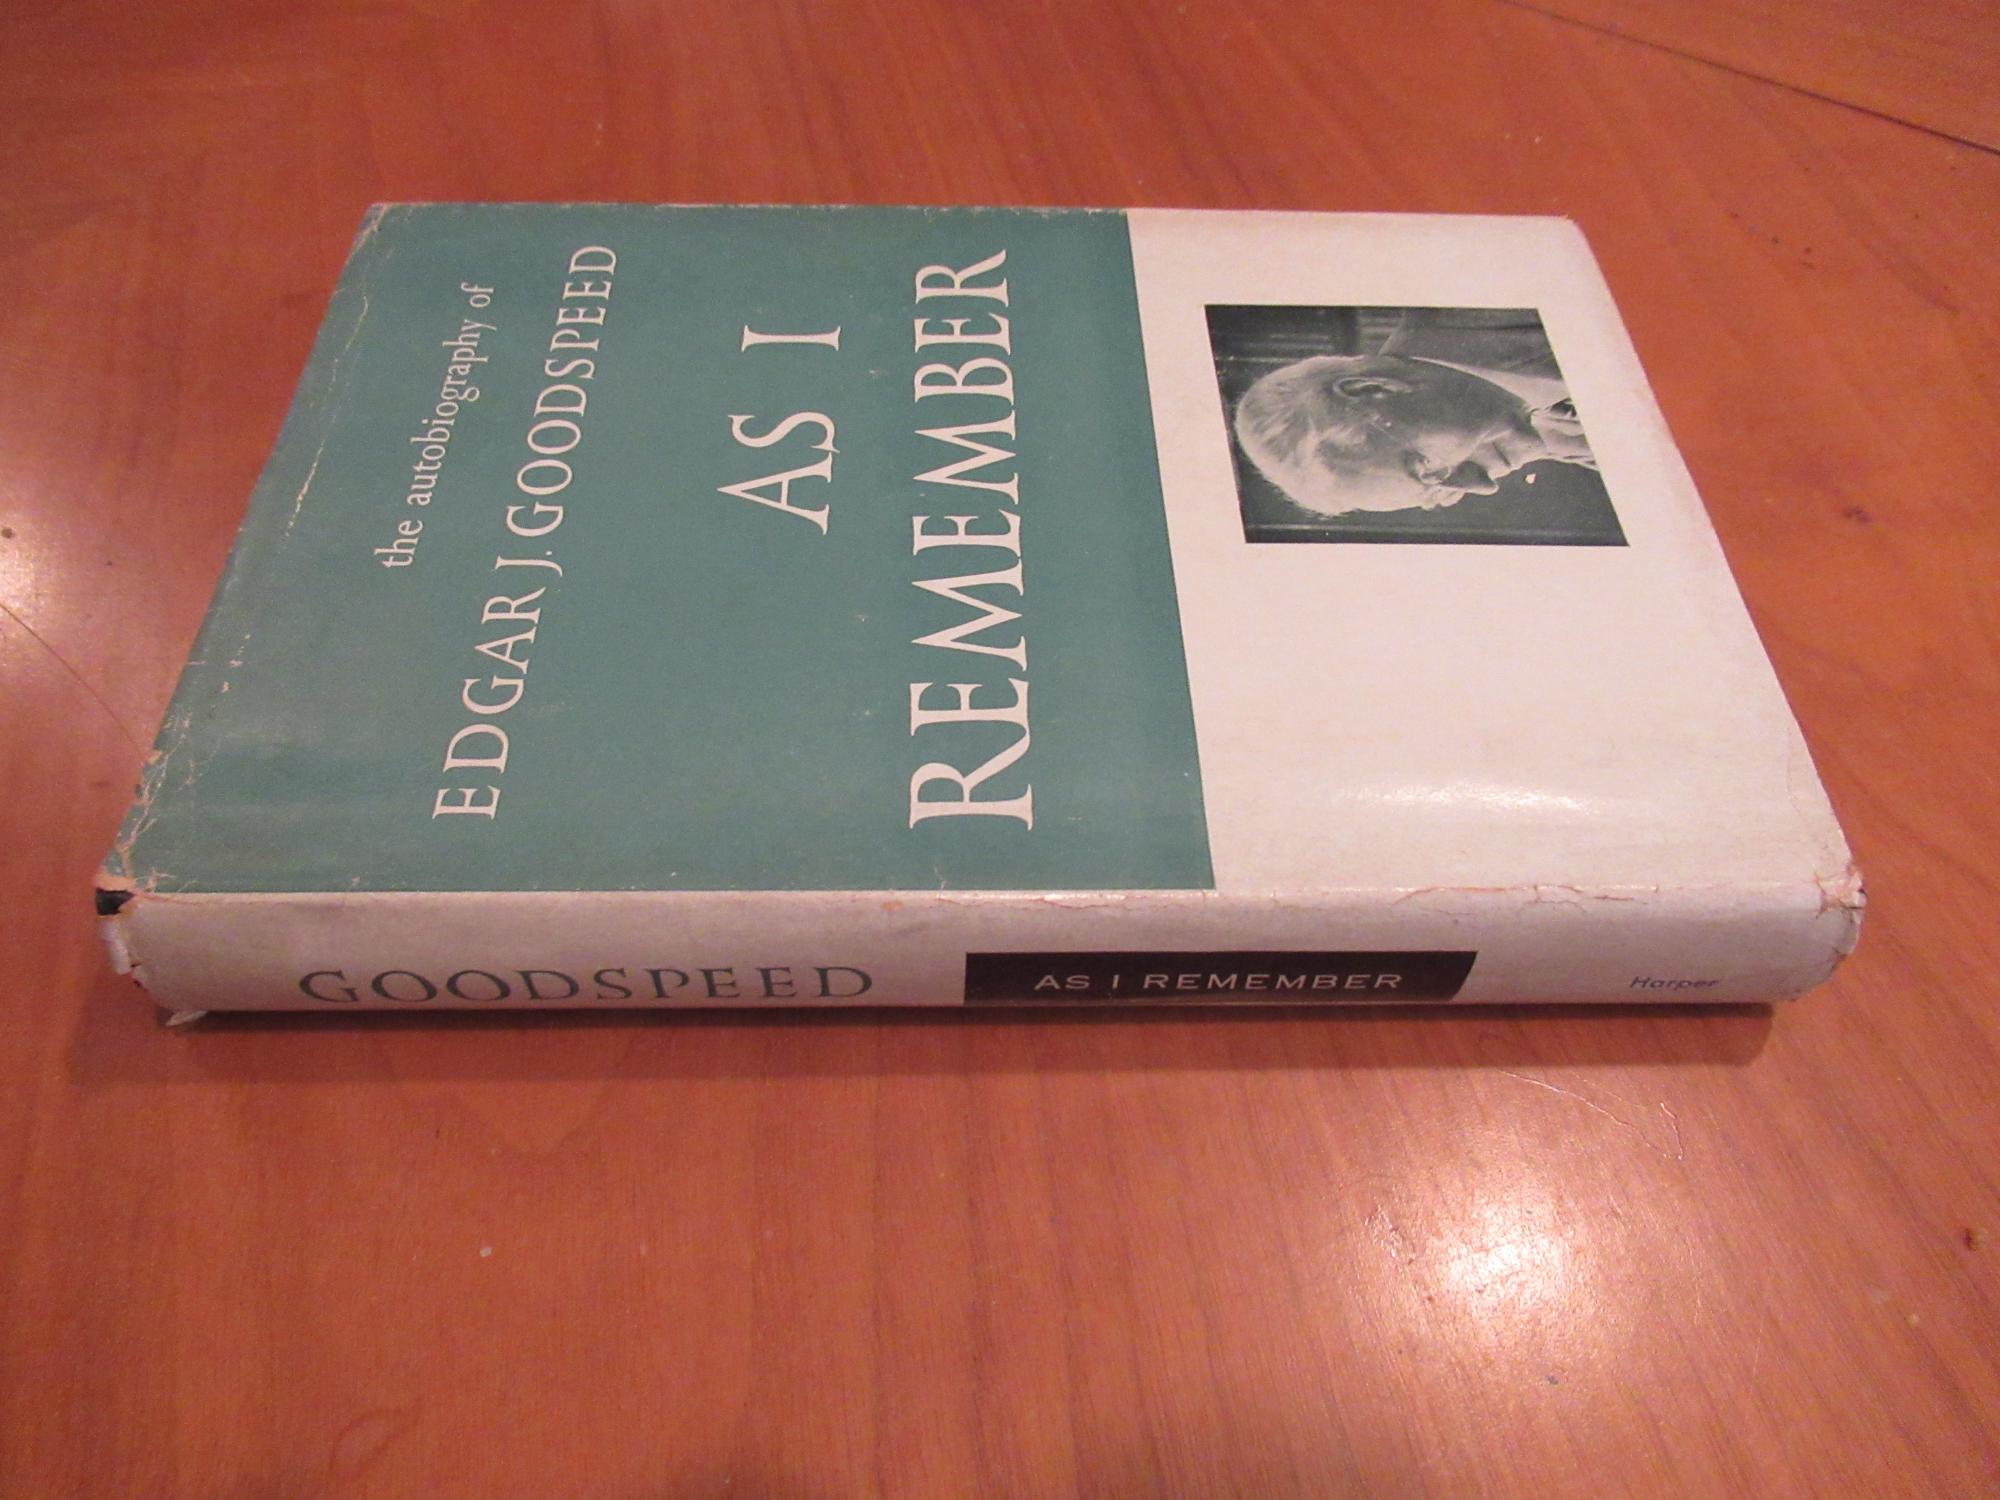 the autobiography of
EDGAR J. GOODSPEED
AS I
REMEMBER
GOODSPEED
AS I REMEMBER
Harper